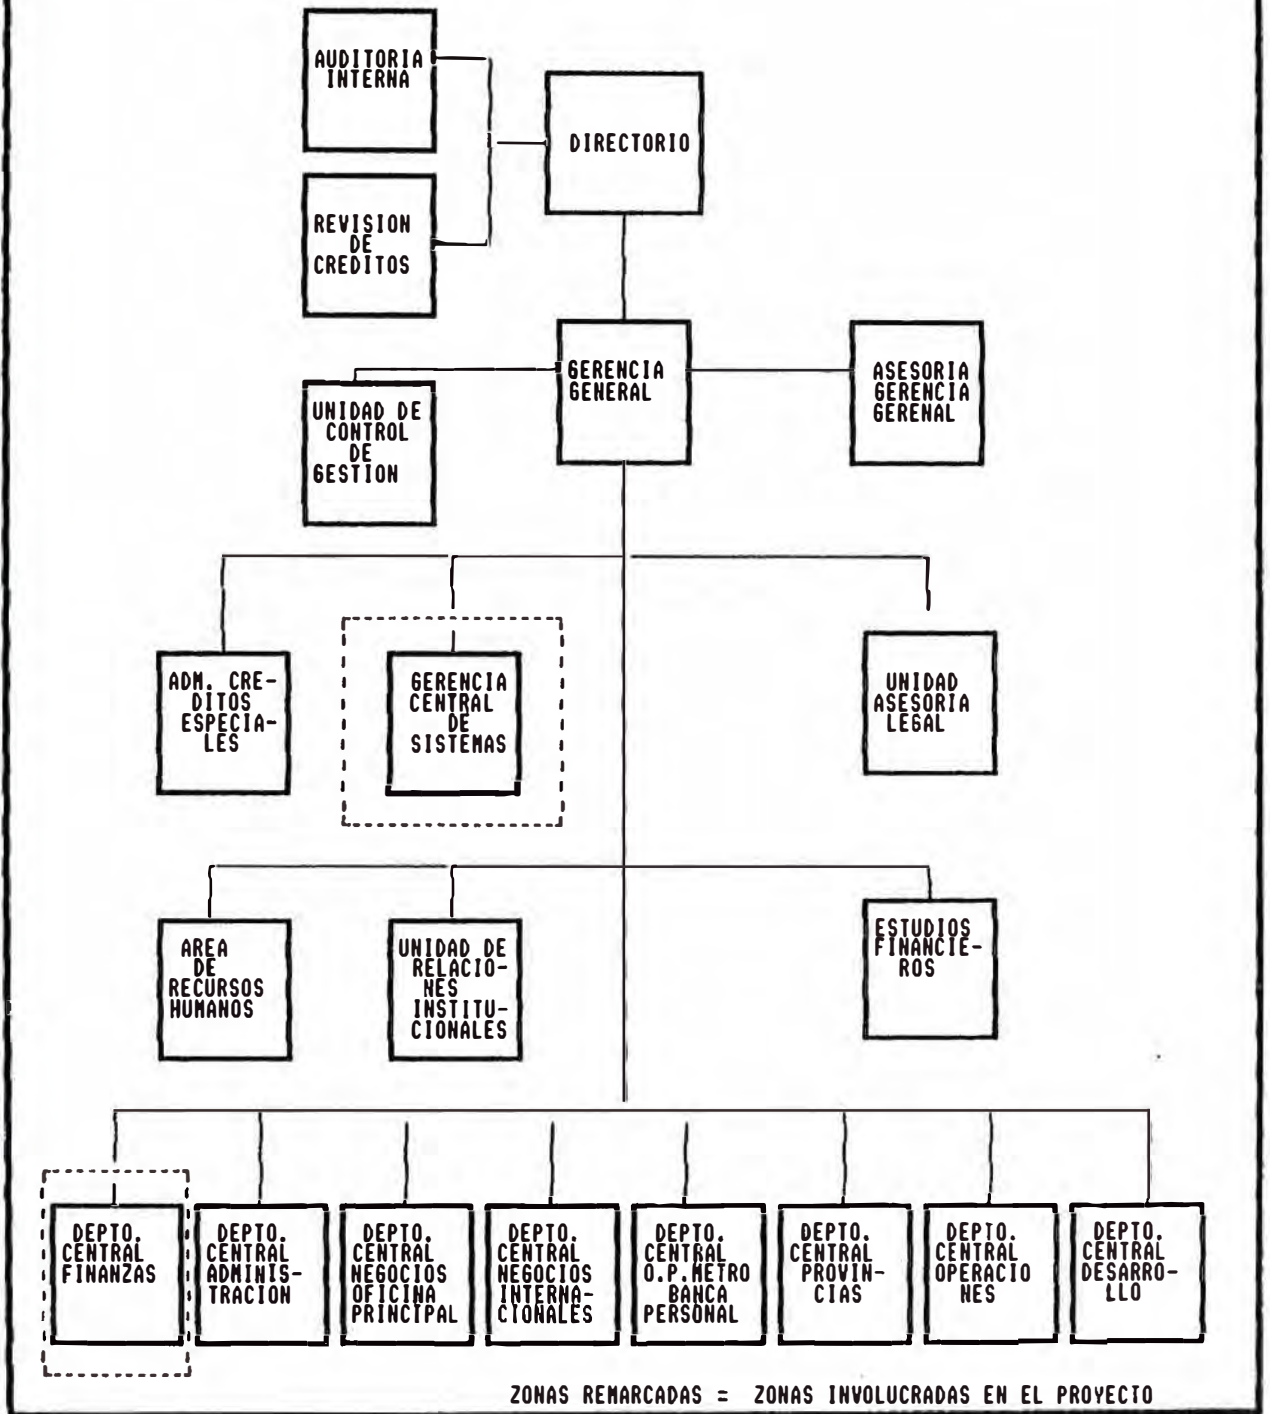 AUDITORIA
INTERNA
DIRECTORIO
REVISION
DE
CREDITOS
GERENCIA
GENERAL
ASESORIA
GERENCIA
GERENAL
UNIDAD DE
CONTROL
DE
GESTION
ADM. CRE-
DITOS
ESPECIA-
LES
GERENCIA
CENTRAL
DE
SISTEMAS
UNIDAD
ASESORIA
LEGAL
AREA
DE
RECURSOS
HUMANOS
UNIDAD DE
RELACIO-
NES
INSTITU-
CIONALES
ESTUDIOS
FINANCIE-
ROS
DEPTO.
CENTRAL
FINANZAS
DEPTO.
CENTRAL
ADMINIS-
TRACION
DEPTO.
CENTRAL
NEGOCIOS
OFICINA
PRINCIPAL
DEPTO.
CENTRAL
NEGOCIOS
INTERNA-
CIONALES
DEPTO.
CENTRAL
O.P.METRO
BANCA
PERSONAL
DEPTO.
CENTRAL
PROVIN-
CIAS
DEPTO.
CENTRAL
OPERACIO
NES
DEPTO.
CENTRAL
DESARRO-
LLO
ZONAS REMARCADAS = ZONAS INVOLUCRADAS EN EL PROYECTO